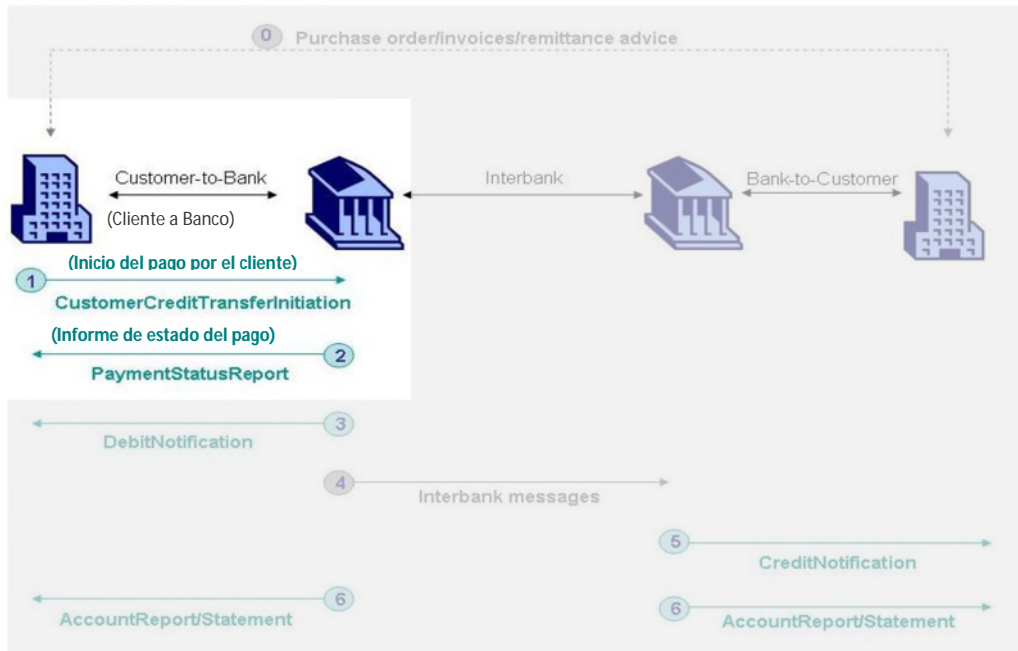 0 Purchase order/invoices/remittance advice
Customer-to-Bank
Interbank
Bank-to-Customer
(Cliente a Banco)
(Inicio del pago por el cliente)
1
CustomerCreditTransferInitiation
(Informe de estado del pago)
2
PaymentStatusReport
3
DebitNotification
4
Interbank messages
5
CreditNotification
6
AccountReport/Statement
6
AccountReport/Statement